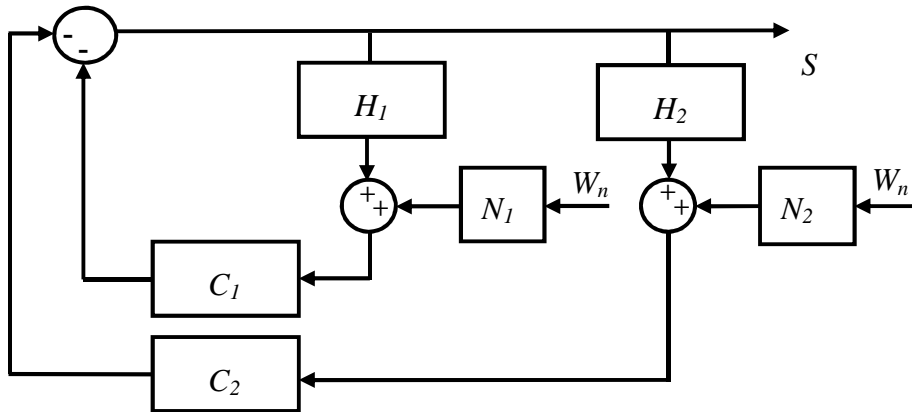 - -
S
H1
H2
+ +
+ +
Wn
Wn
N1
N2
C1
C2